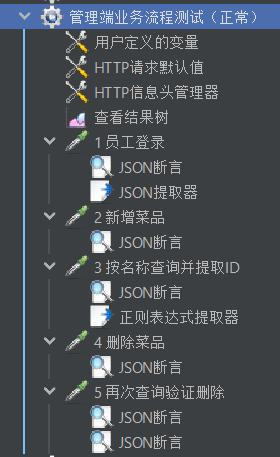 管理端业务流程测试（正常）
用户定义的变量
HTTP请求默认值
HTTP信息头管理器
查看结果树
1 员工登录
JSON断言
JSON提取器
2 新增菜品
JSON断言
3 按名称查询并提取ID
JSON断言
正则表达式提取器
4 删除菜品
JSON断言
5 再次查询验证删除
JSON断言
JSON断言